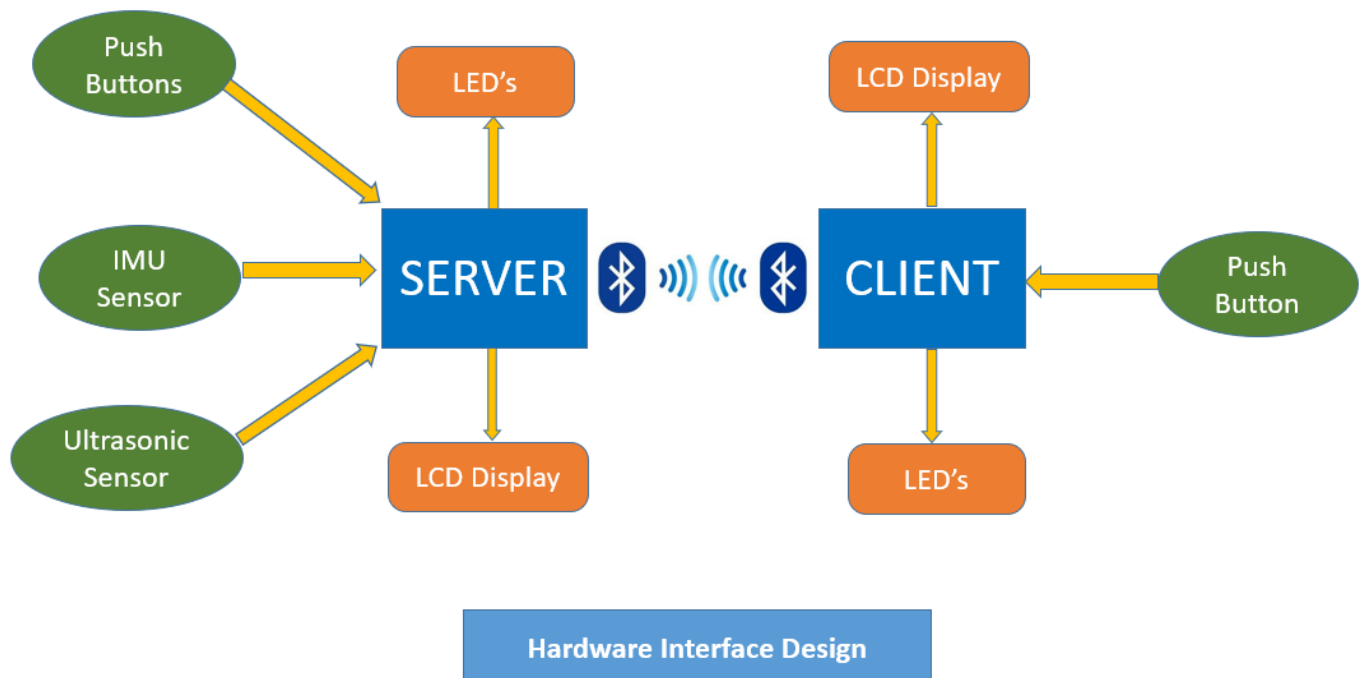 Push
Buttons
LED's
LCD Display
IMU
Sensor
SERVER
CLIENT
Push
Button
Ultrasonic
Sensor
LCD Display
LED's
Hardware Interface Design